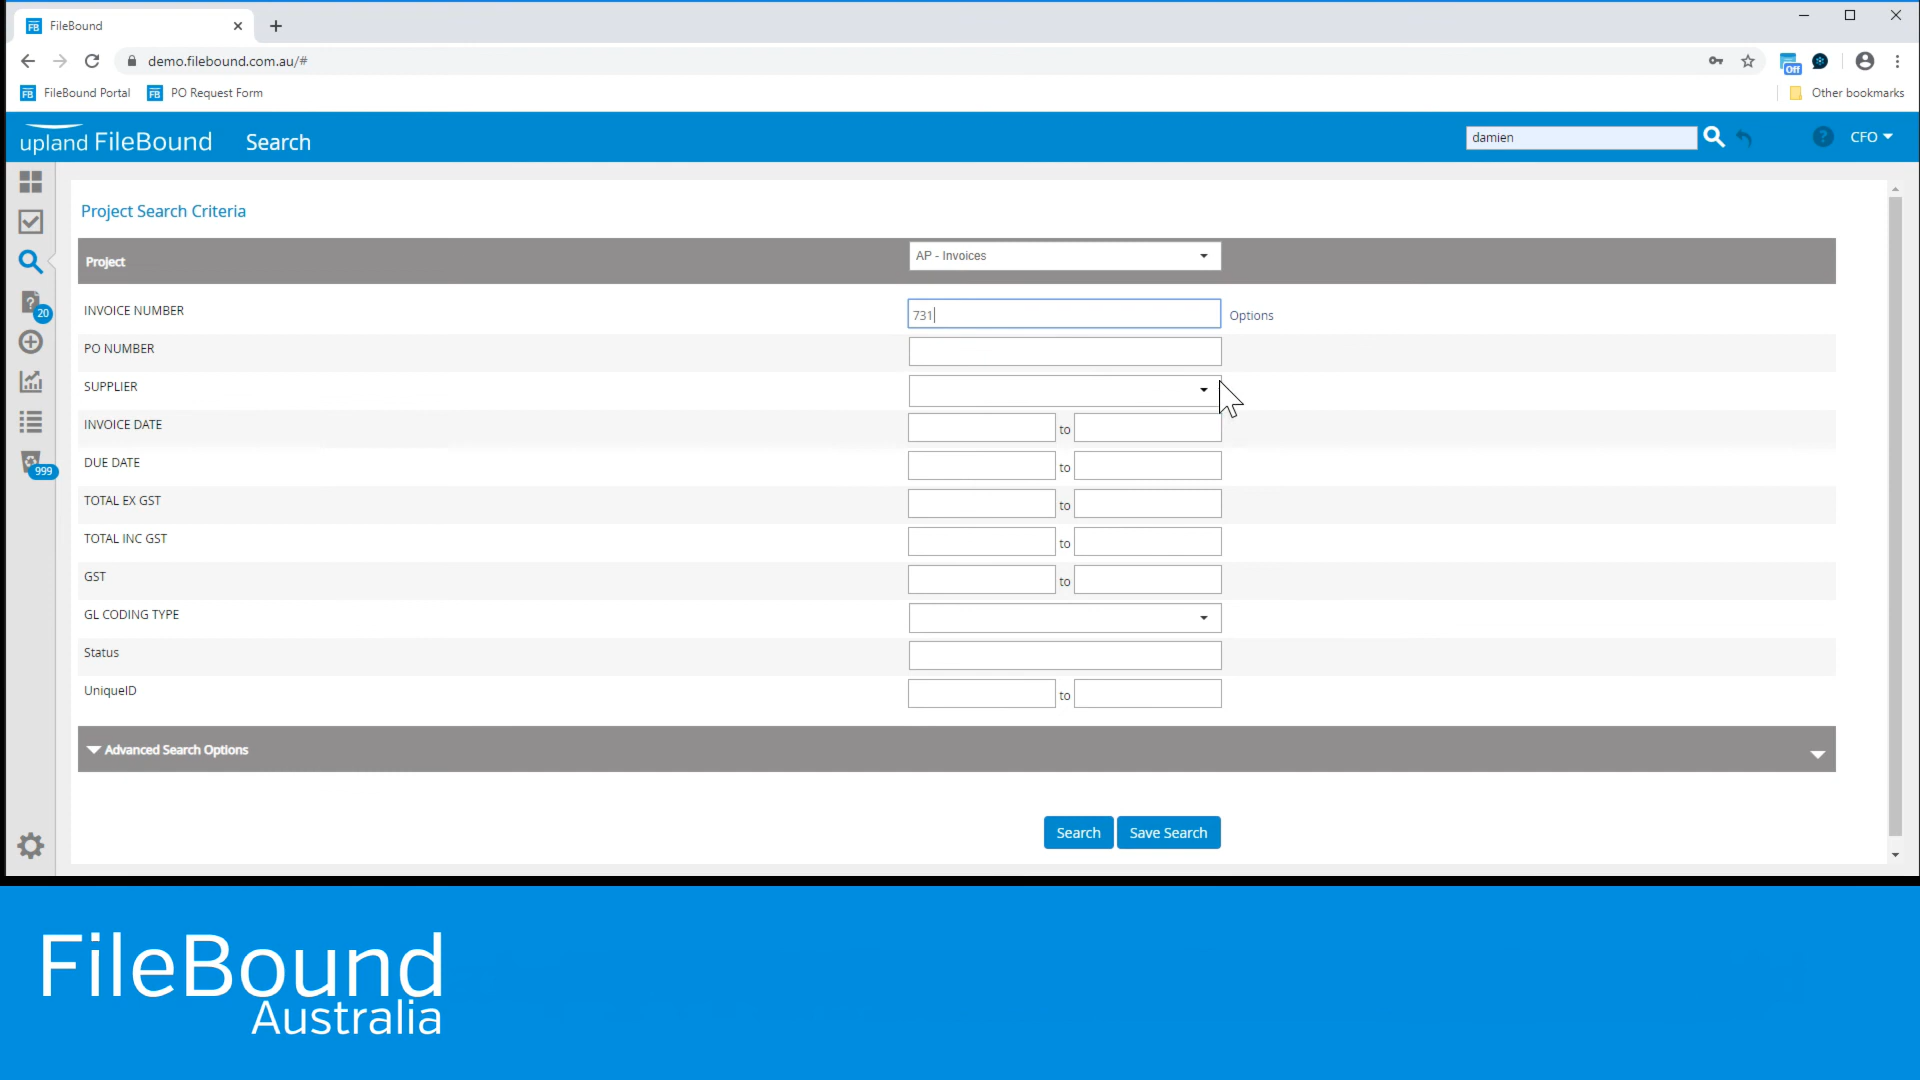 FileBound
demo.filebound.com.au/#
Off
FileBound Portal
PO Request Form
Other bookmarks
upland FileBound
Search
damien
CFO
Project Search Criteria
Project
AP - Invoices
INVOICE NUMBER
731
Options
20
PO NUMBER
SUPPLIER
INVOICE DATE
to
DUE DATE
to
999
TOTAL EX GST
to
TOTAL INC GST
to
GST
to
GL CODING TYPE
Status
UniqueID
to
Advanced Search Options
Search
Save Search
FileBound
Australia